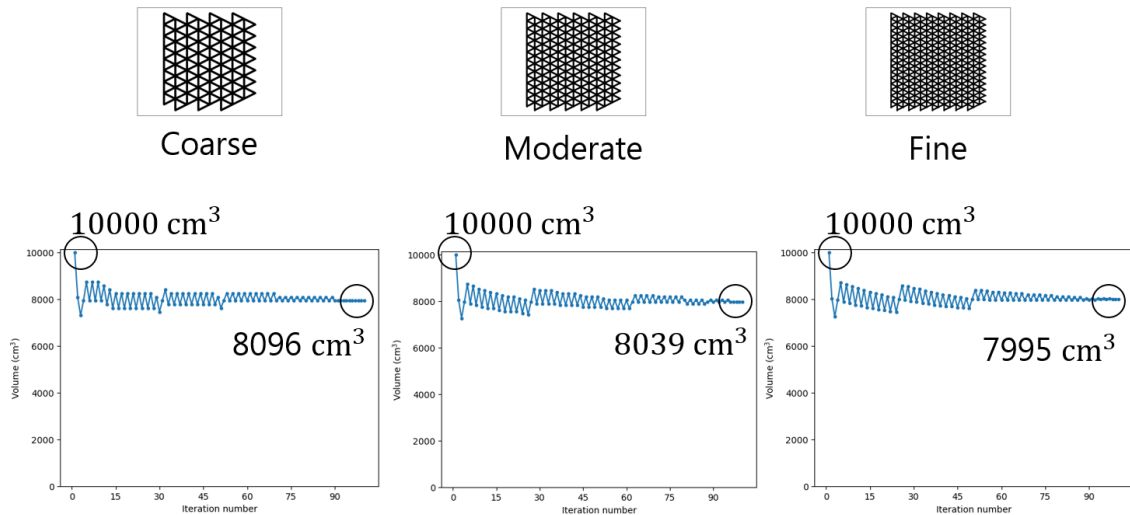 Coarse
Moderate
Fine
10000 cm³
10000 cm³
10000 cm³
10000
8000
6000
4000
2000
0
Volume (cm³)
8096 cm³
0
15
30
45
60
75
90
Iteration number
10000
8000
6000
4000
2000
0
Volume (cm³)
8039 cm³
0
15
30
45
60
75
90
Iteration number
10000
8000
6000
4000
2000
0
Volume (cm³)
7995 cm³
0
15
30
45
60
75
90
Iteration number